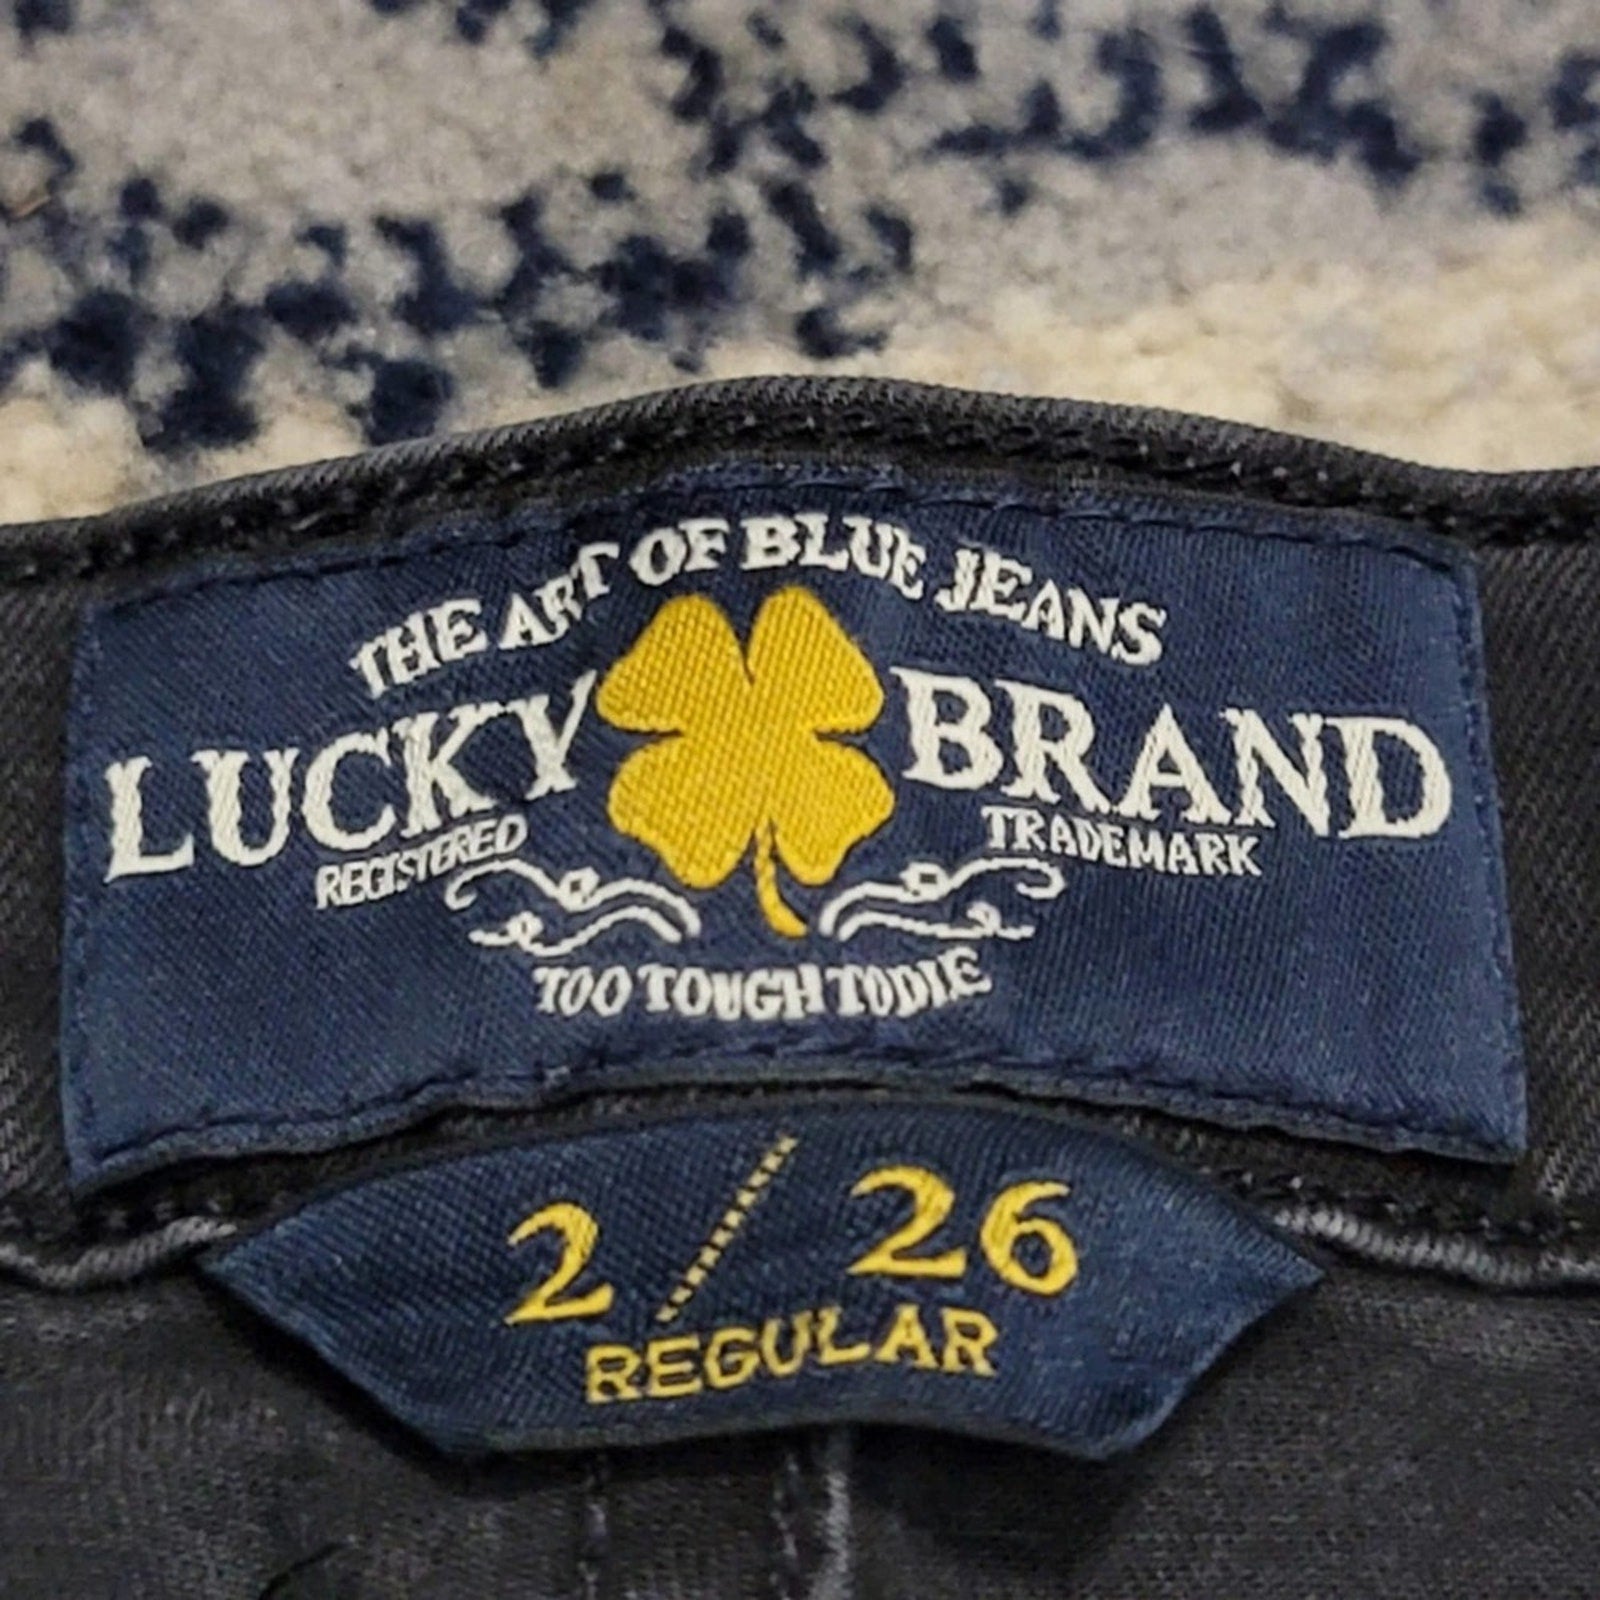 THE ART OF BLUE JEANS
LUCKY BRAND
REGISTERED TRADEMARK
TOO TOUGH TO DIE
2/26
REGULAR